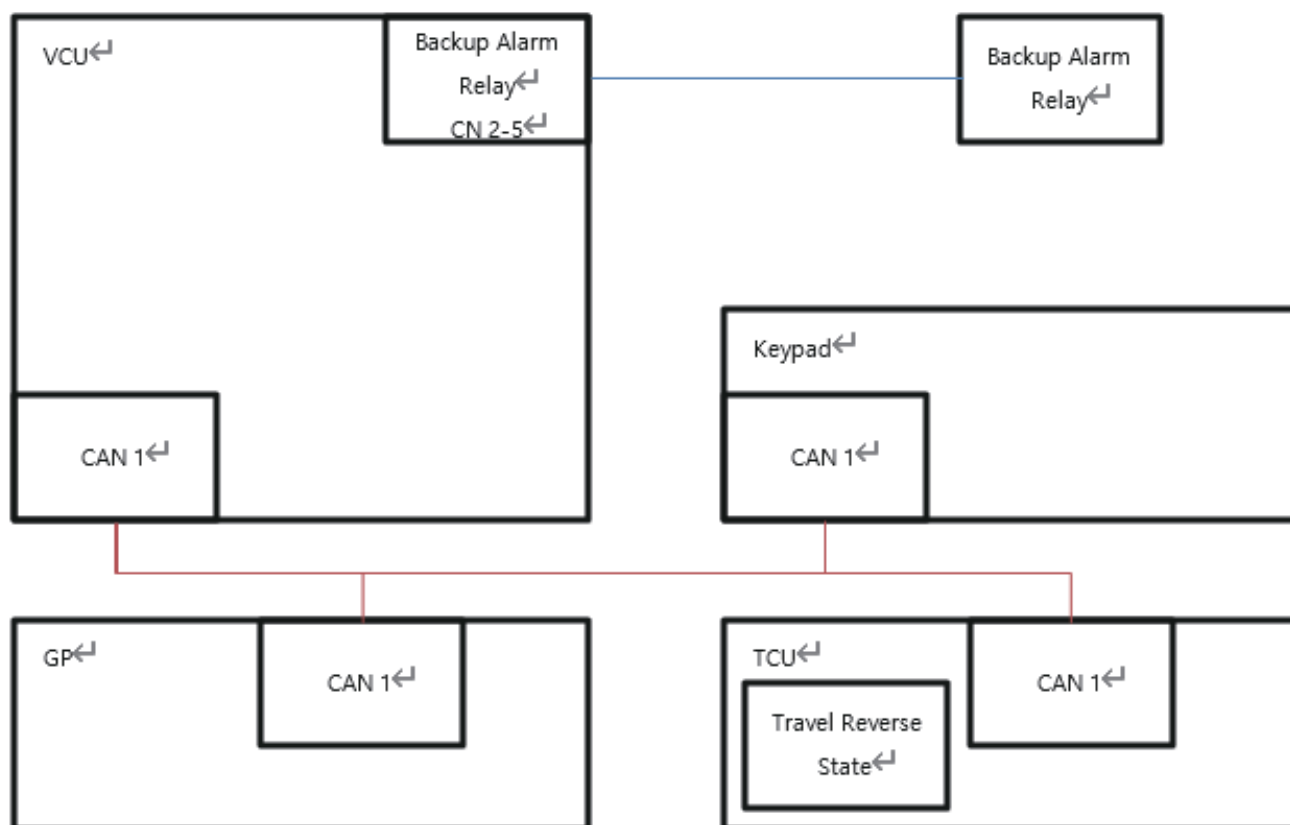 VCU↵
Backup Alarm
Relay↵
CN 2-5↵
Backup Alarm
Relay↵
Keypad↵
CAN 1↵
CAN 1↵
GP↵
CAN 1↵
TCU↵
CAN 1↵
Travel Reverse
State↵